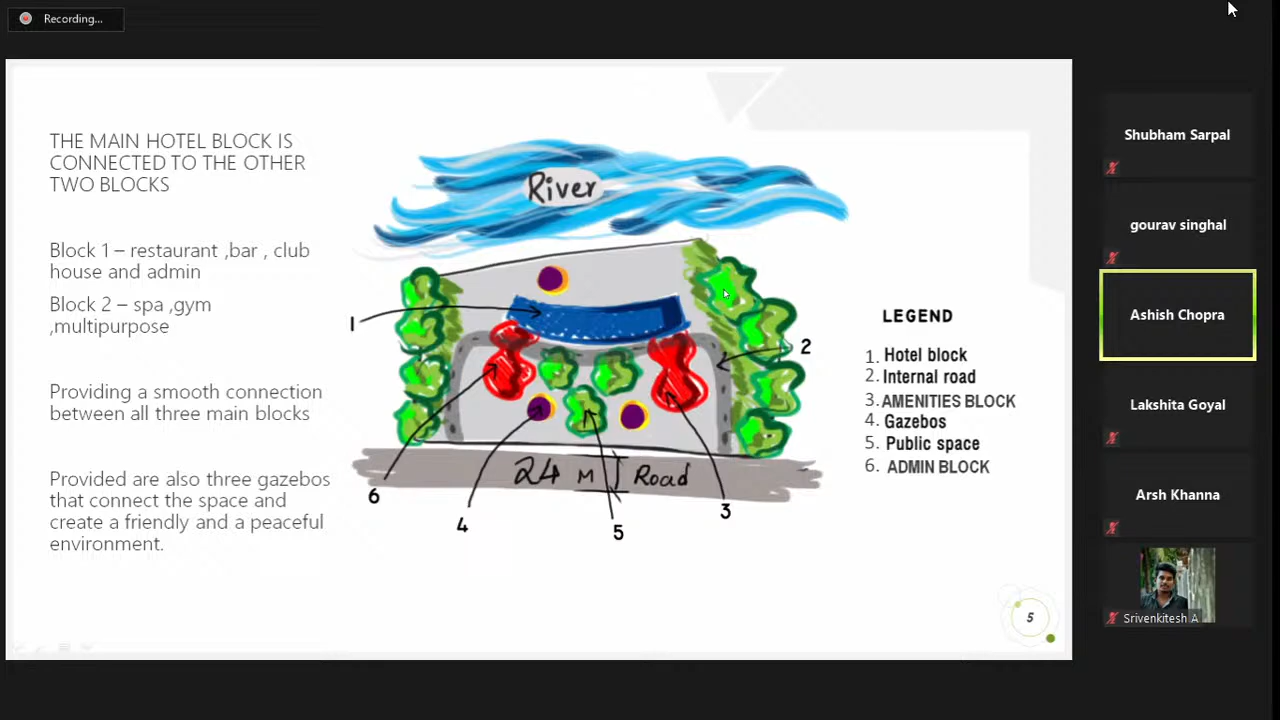 Recording...
THE MAIN HOTEL BLOCK IS
CONNECTED TO THE OTHER
TWO BLOCKS
Block 1 – restaurant ,bar , club
house and admin
Block 2 – spa ,gym
,multipurpose
Providing a smooth connection
between all three main blocks
Provided are also three gazebos
that connect the space and
create a friendly and a peaceful
environment.
River
1
2
24 M Road
6
4
5
3
LEGEND
1. Hotel block
2. Internal road
3. AMENITIES BLOCK
4. Gazebos
5. Public space
6. ADMIN BLOCK
5
Shubham Sarpal
gourav singhal
Ashish Chopra
Lakshita Goyal
Arsh Khanna
Srivenkitesh A